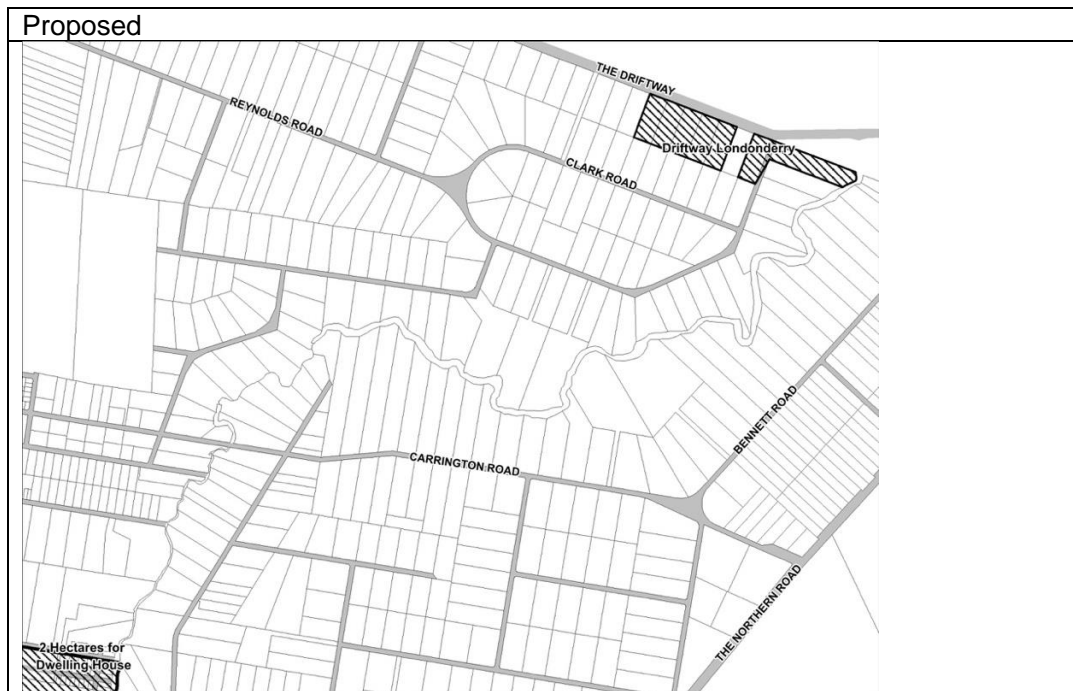 Proposed
THE DRIFTWAY
REYNOLDS ROAD
Driftway Londonderry
CLARK ROAD
BENNETT ROAD
CARRINGTON ROAD
THE NORTHERN ROAD
2 Hectares for
Dwelling House